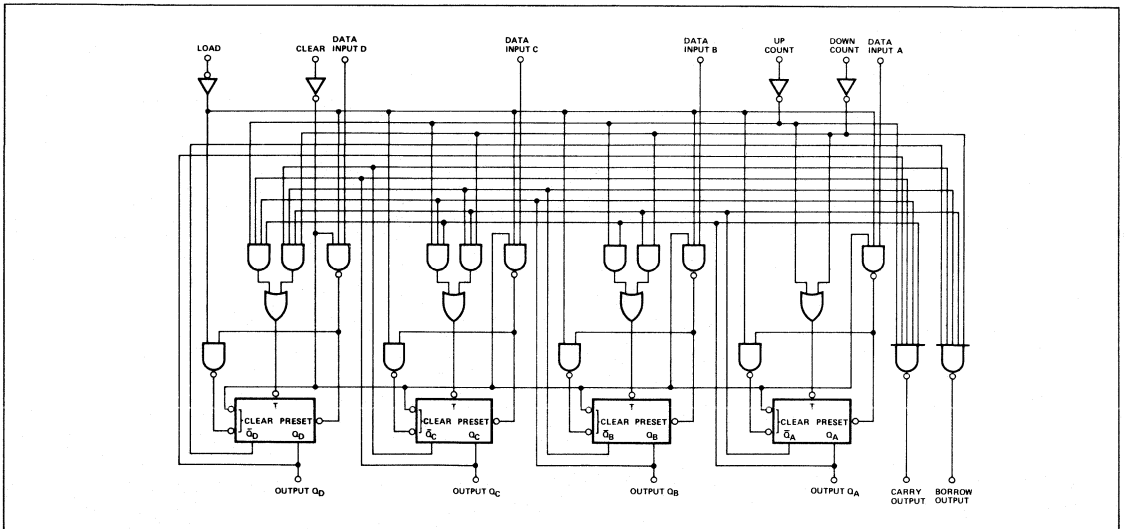 LOAD
CLEAR
DATA
INPUT D
DATA
INPUT C
DATA
INPUT B
UP
COUNT
DOWN
COUNT
DATA
INPUT A
T
CLEAR PRESET
Q̅D QD
T
CLEAR PRESET
Q̅C QC
T
CLEAR PRESET
Q̅B QB
T
CLEAR PRESET
Q̅A QA
OUTPUT QD
OUTPUT QC
OUTPUT QB
OUTPUT QA
CARRY
OUTPUT
BORROW
OUTPUT